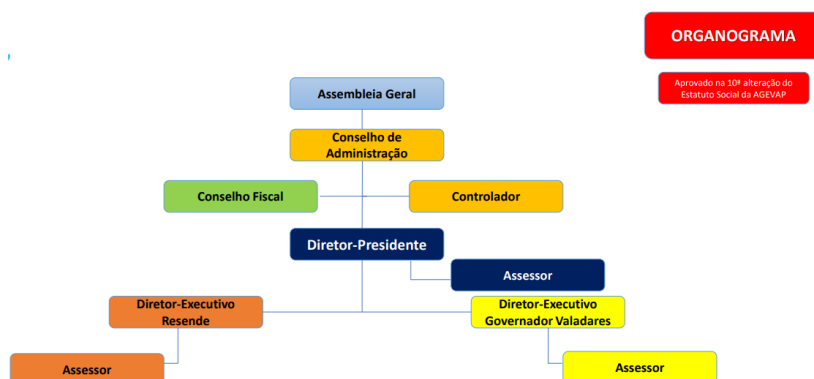 ORGANOGRAMA
Aprovado na 10ª alteração do
Estatuto Social da AGEVAP
Assembleia Geral
Conselho de
Administração
Conselho Fiscal
Controlador
Diretor-Presidente
Assessor
Diretor-Executivo
Resende
Diretor-Executivo
Governador Valadares
Assessor
Assessor